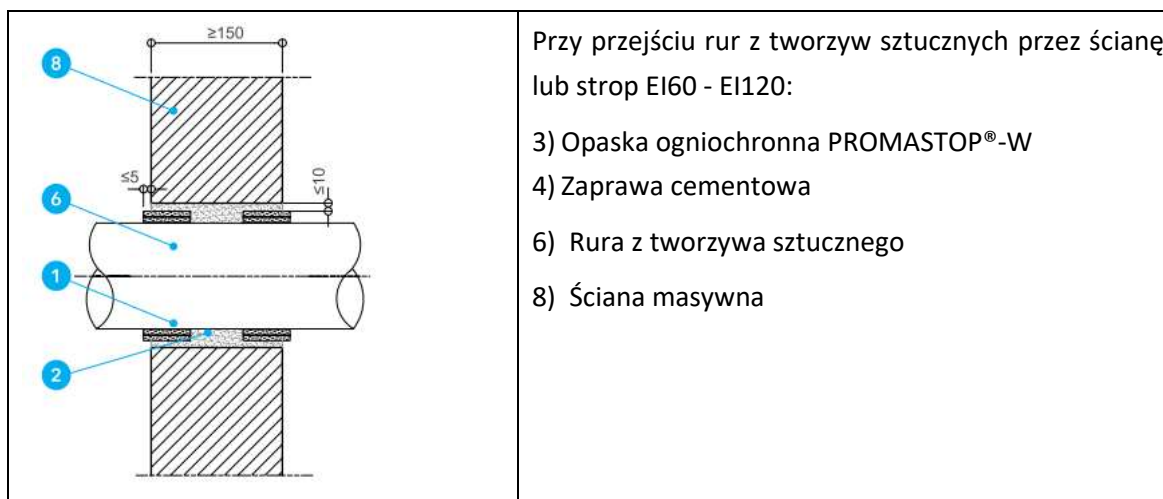 ≥150
8
≤5
≤10
6
1
2
Przy przejściu rur z tworzyw sztucznych przez ścianę
lub strop EI60 - EI120:
3) Opaska ogniochronna PROMASTOP®-W
4) Zaprawa cementowa
6) Rura z tworzywa sztucznego
8) Ściana masywna